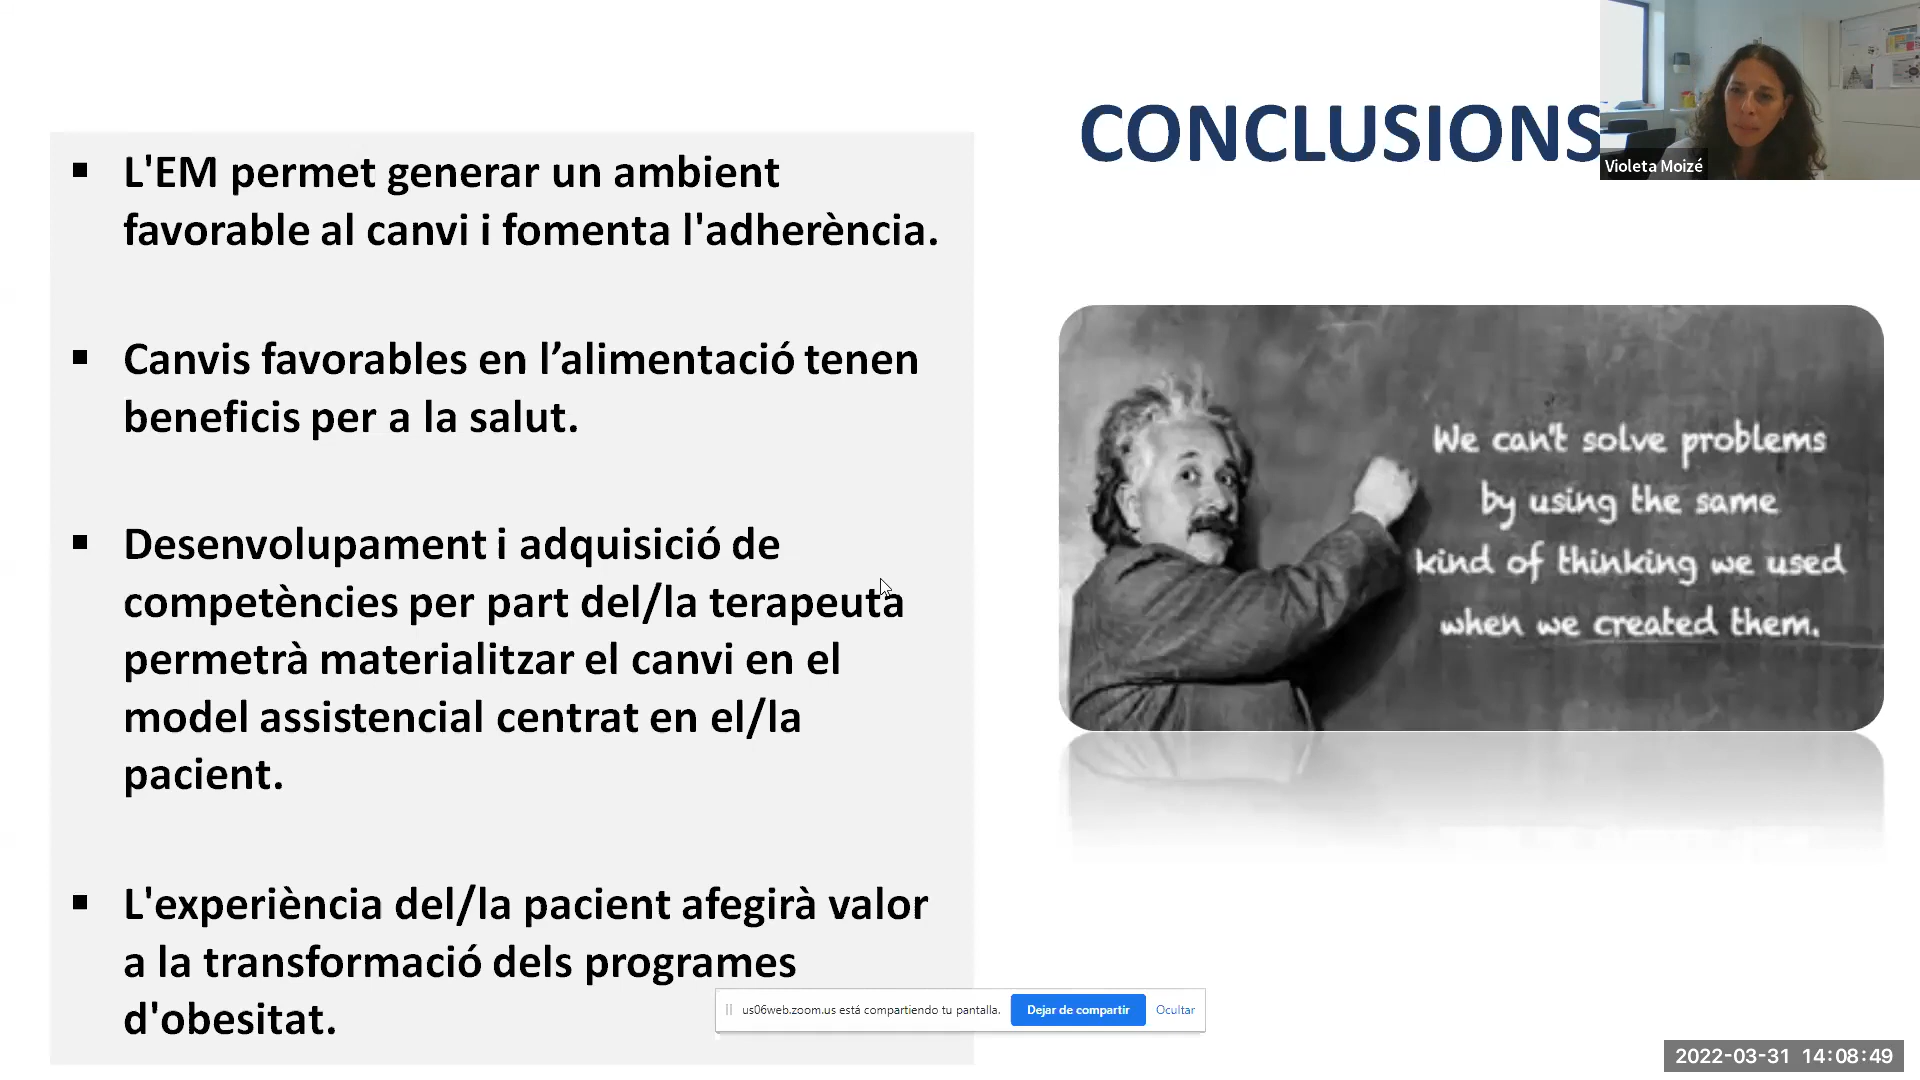 CONCLUSIONS
Violeta Moizé
▪ L'EM permet generar un ambient
favorable al canvi i fomenta l'adherència.
▪ Canvis favorables en l’alimentació tenen
beneficis per a la salut.
▪ Desenvolupament i adquisició de
competències per part del/la terapeuta
permetrà materialitzar el canvi en el
model assistencial centrat en el/la
pacient.
▪ L'experiència del/la pacient afegirà valor
a la transformació dels programes
d'obesitat.
We can't solve problems
by using the same
kind of thinking we used
when we created them.
us06web.zoom.us está compartiendo tu pantalla. Dejar de compartir Ocultar
2022-03-31 14:08:49